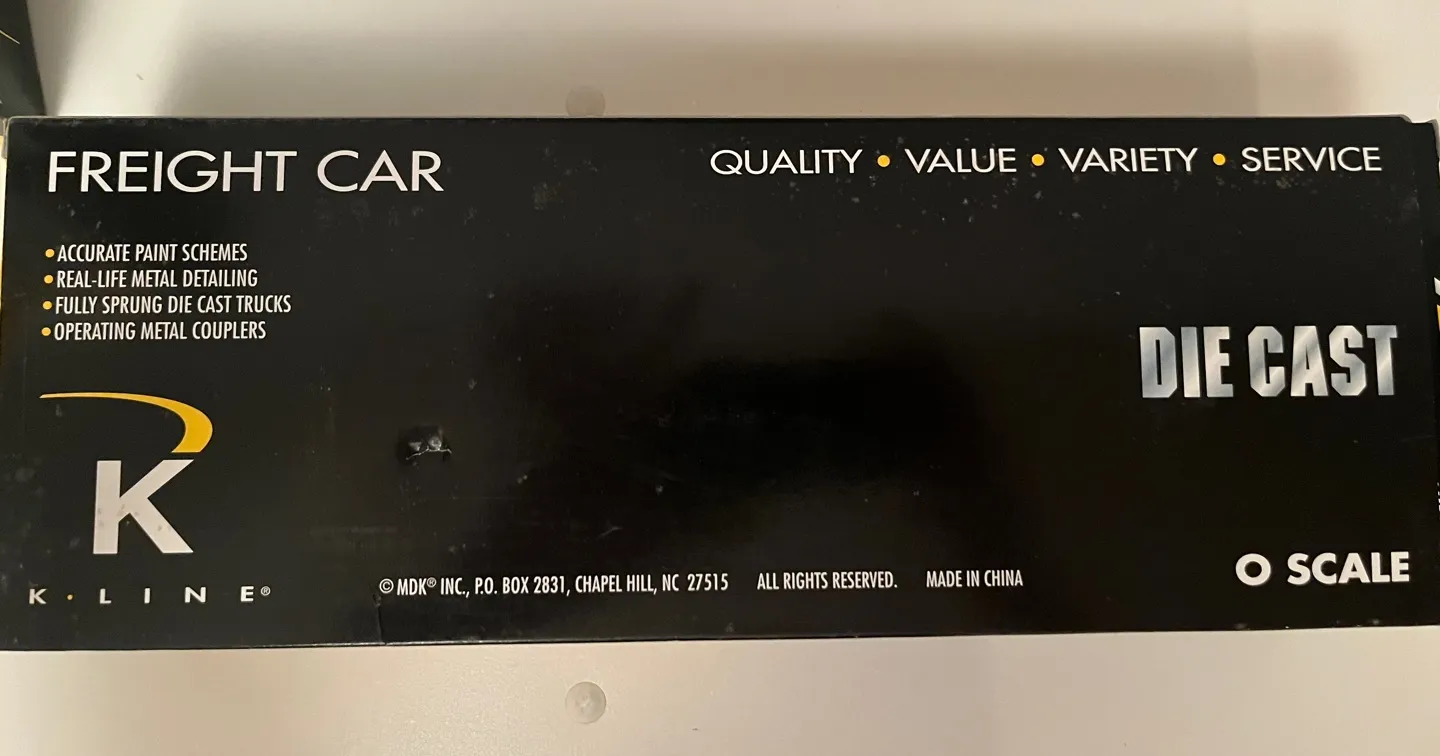 FREIGHT CAR
QUALITY • VALUE • VARIETY • SERVICE
• ACCURATE PAINT SCHEMES
• REAL-LIFE METAL DETAILING
• FULLY SPRUNG DIE CAST TRUCKS
• OPERATING METAL COUPLERS
DIE CAST
K
K · LINE®
© MDK® INC., P.O. BOX 2831, CHAPEL HILL, NC 27515 ALL RIGHTS RESERVED. MADE IN CHINA
O SCALE